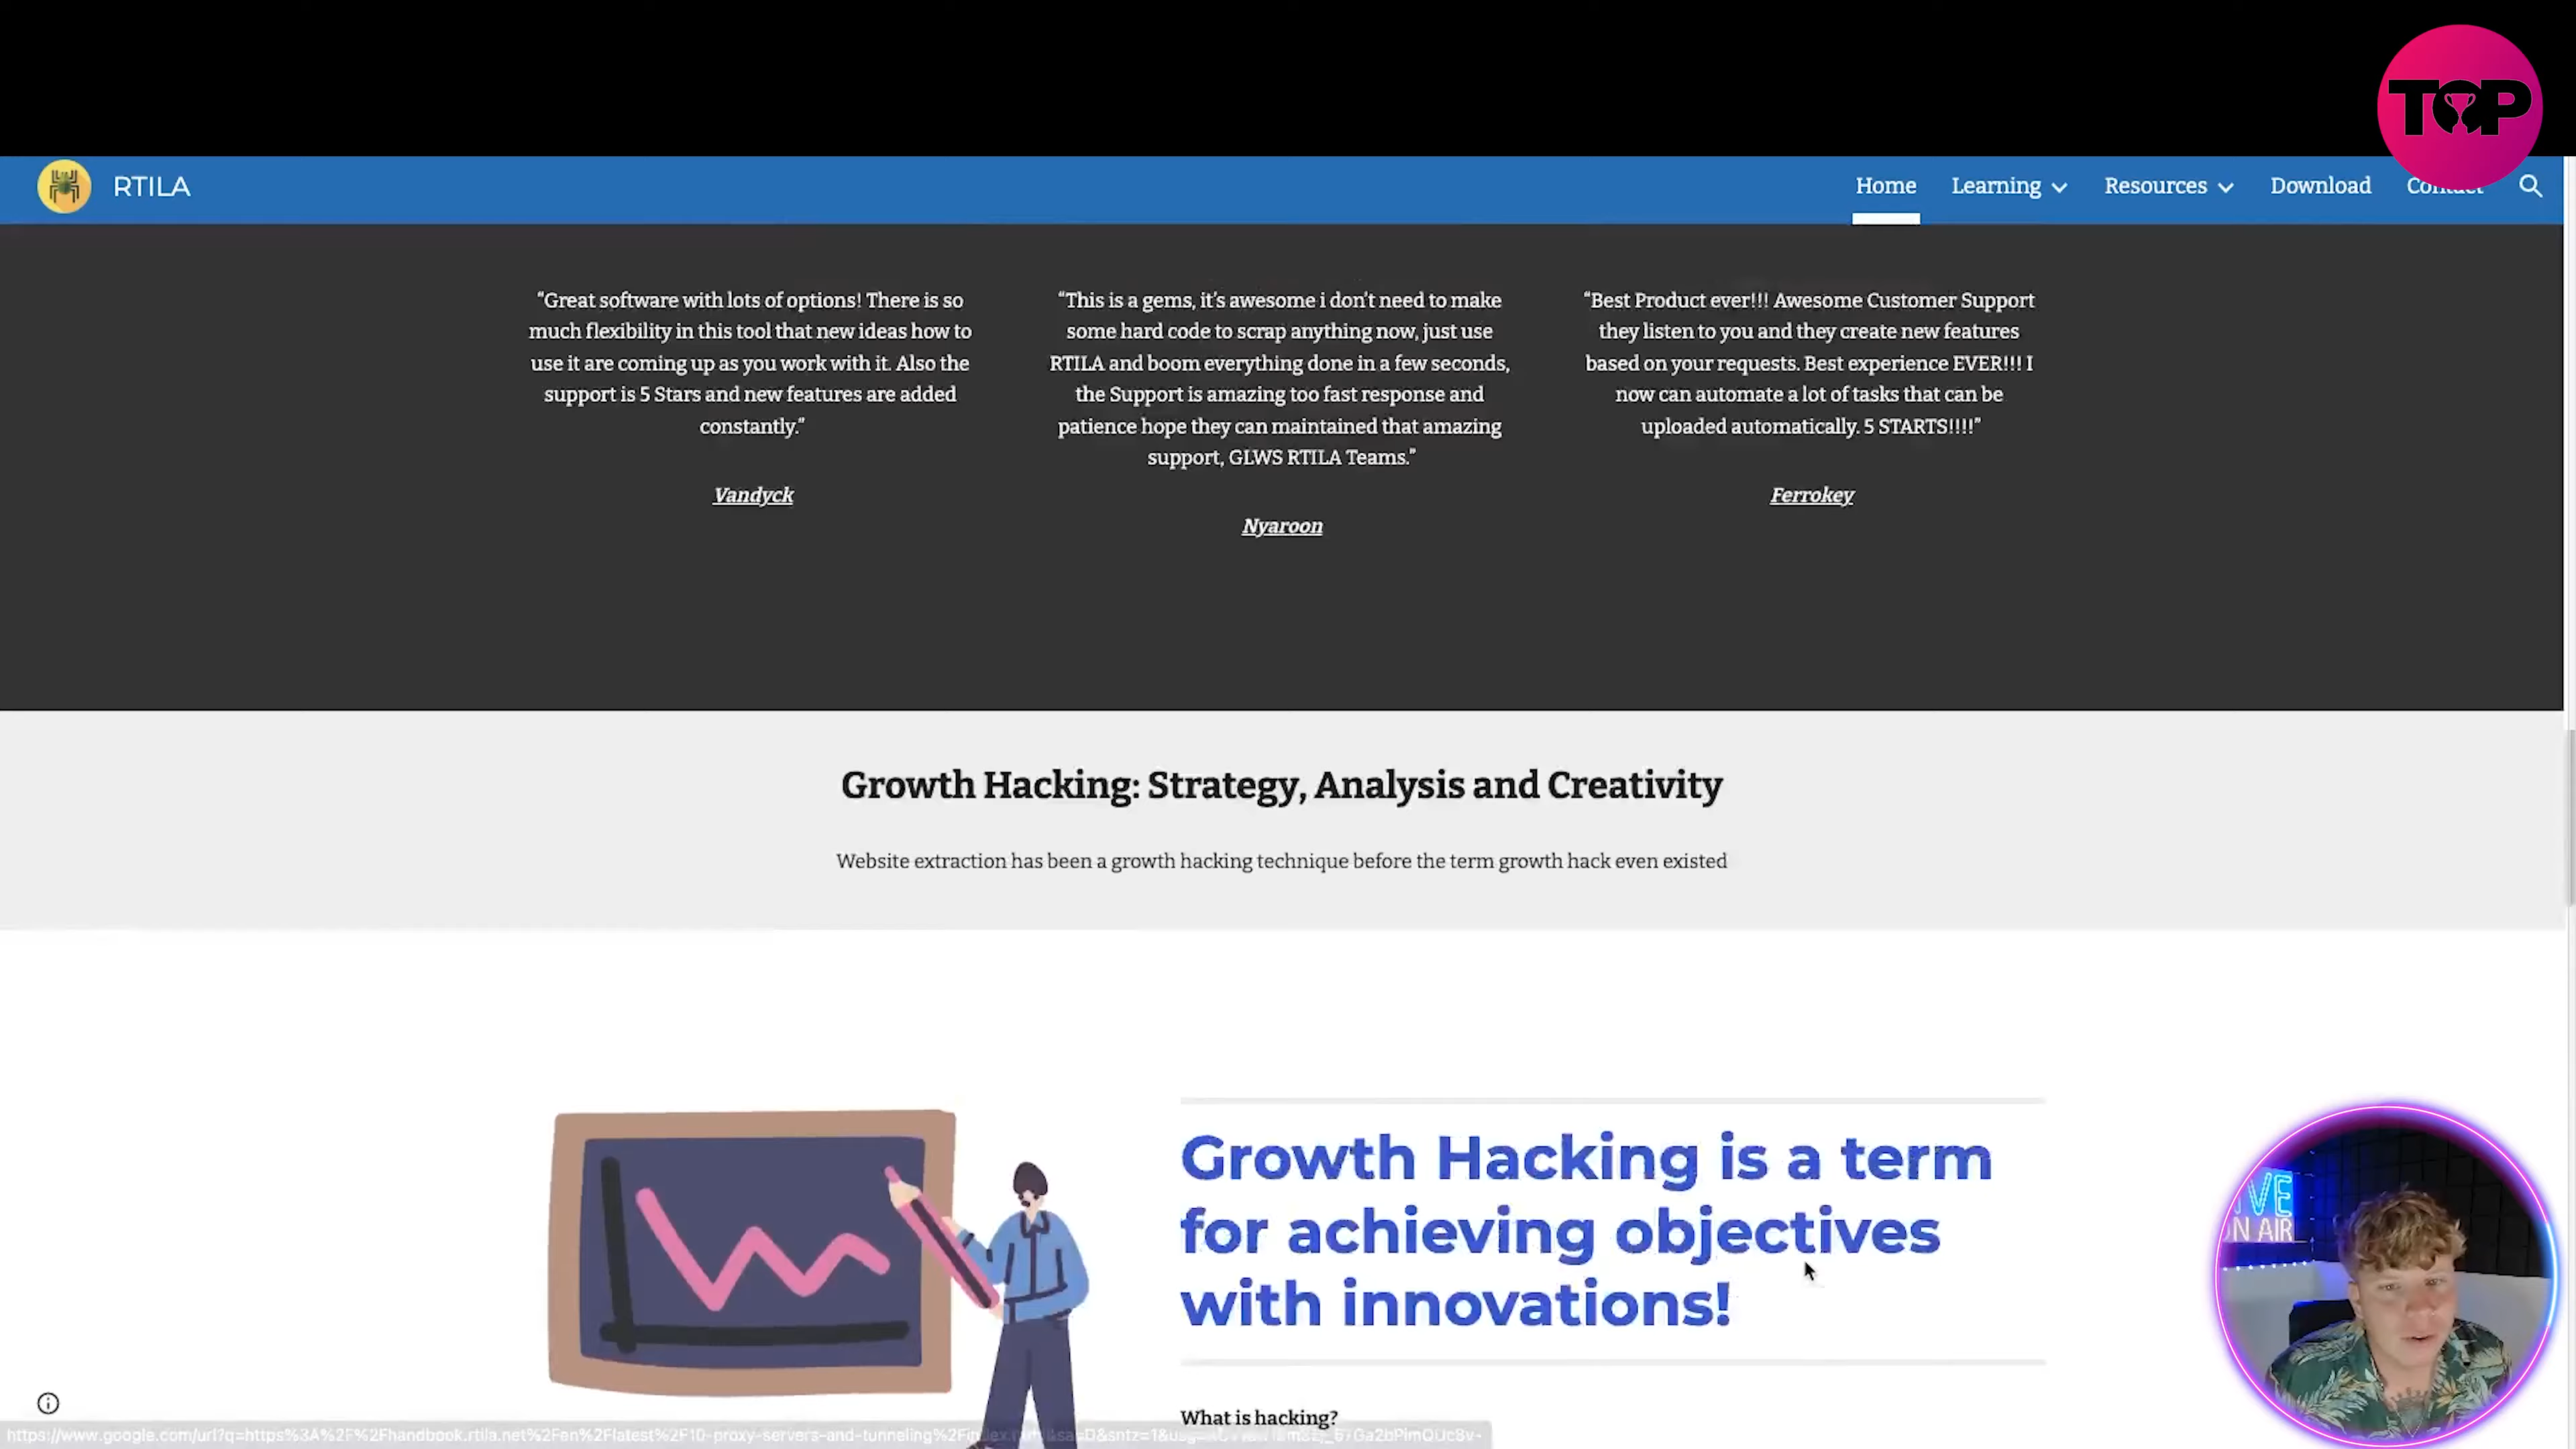 TOP
RTILA
Home Learning Resources Download Contact
“Great software with lots of options! There is so
much flexibility in this tool that new ideas how to
use it are coming up as you work with it. Also the
support is 5 Stars and new features are added
constantly.”
Vandyck
“This is a gems, it’s awesome i don’t need to make
some hard code to scrap anything now, just use
RTILA and boom everything done in a few seconds,
the Support is amazing too fast response and
patience hope they can maintained that amazing
support, GLWS RTILA Teams.”
Nyaroon
“Best Product ever!!! Awesome Customer Support
they listen to you and they create new features
based on your requests. Best experience EVER!!! I
now can automate a lot of tasks that can be
uploaded automatically. 5 STARTS!!!!”
Ferrokey
Growth Hacking: Strategy, Analysis and Creativity
Website extraction has been a growth hacking technique before the term growth hack even existed
Growth Hacking is a term
for achieving objectives
with innovations!
What is hacking?
ON AIR